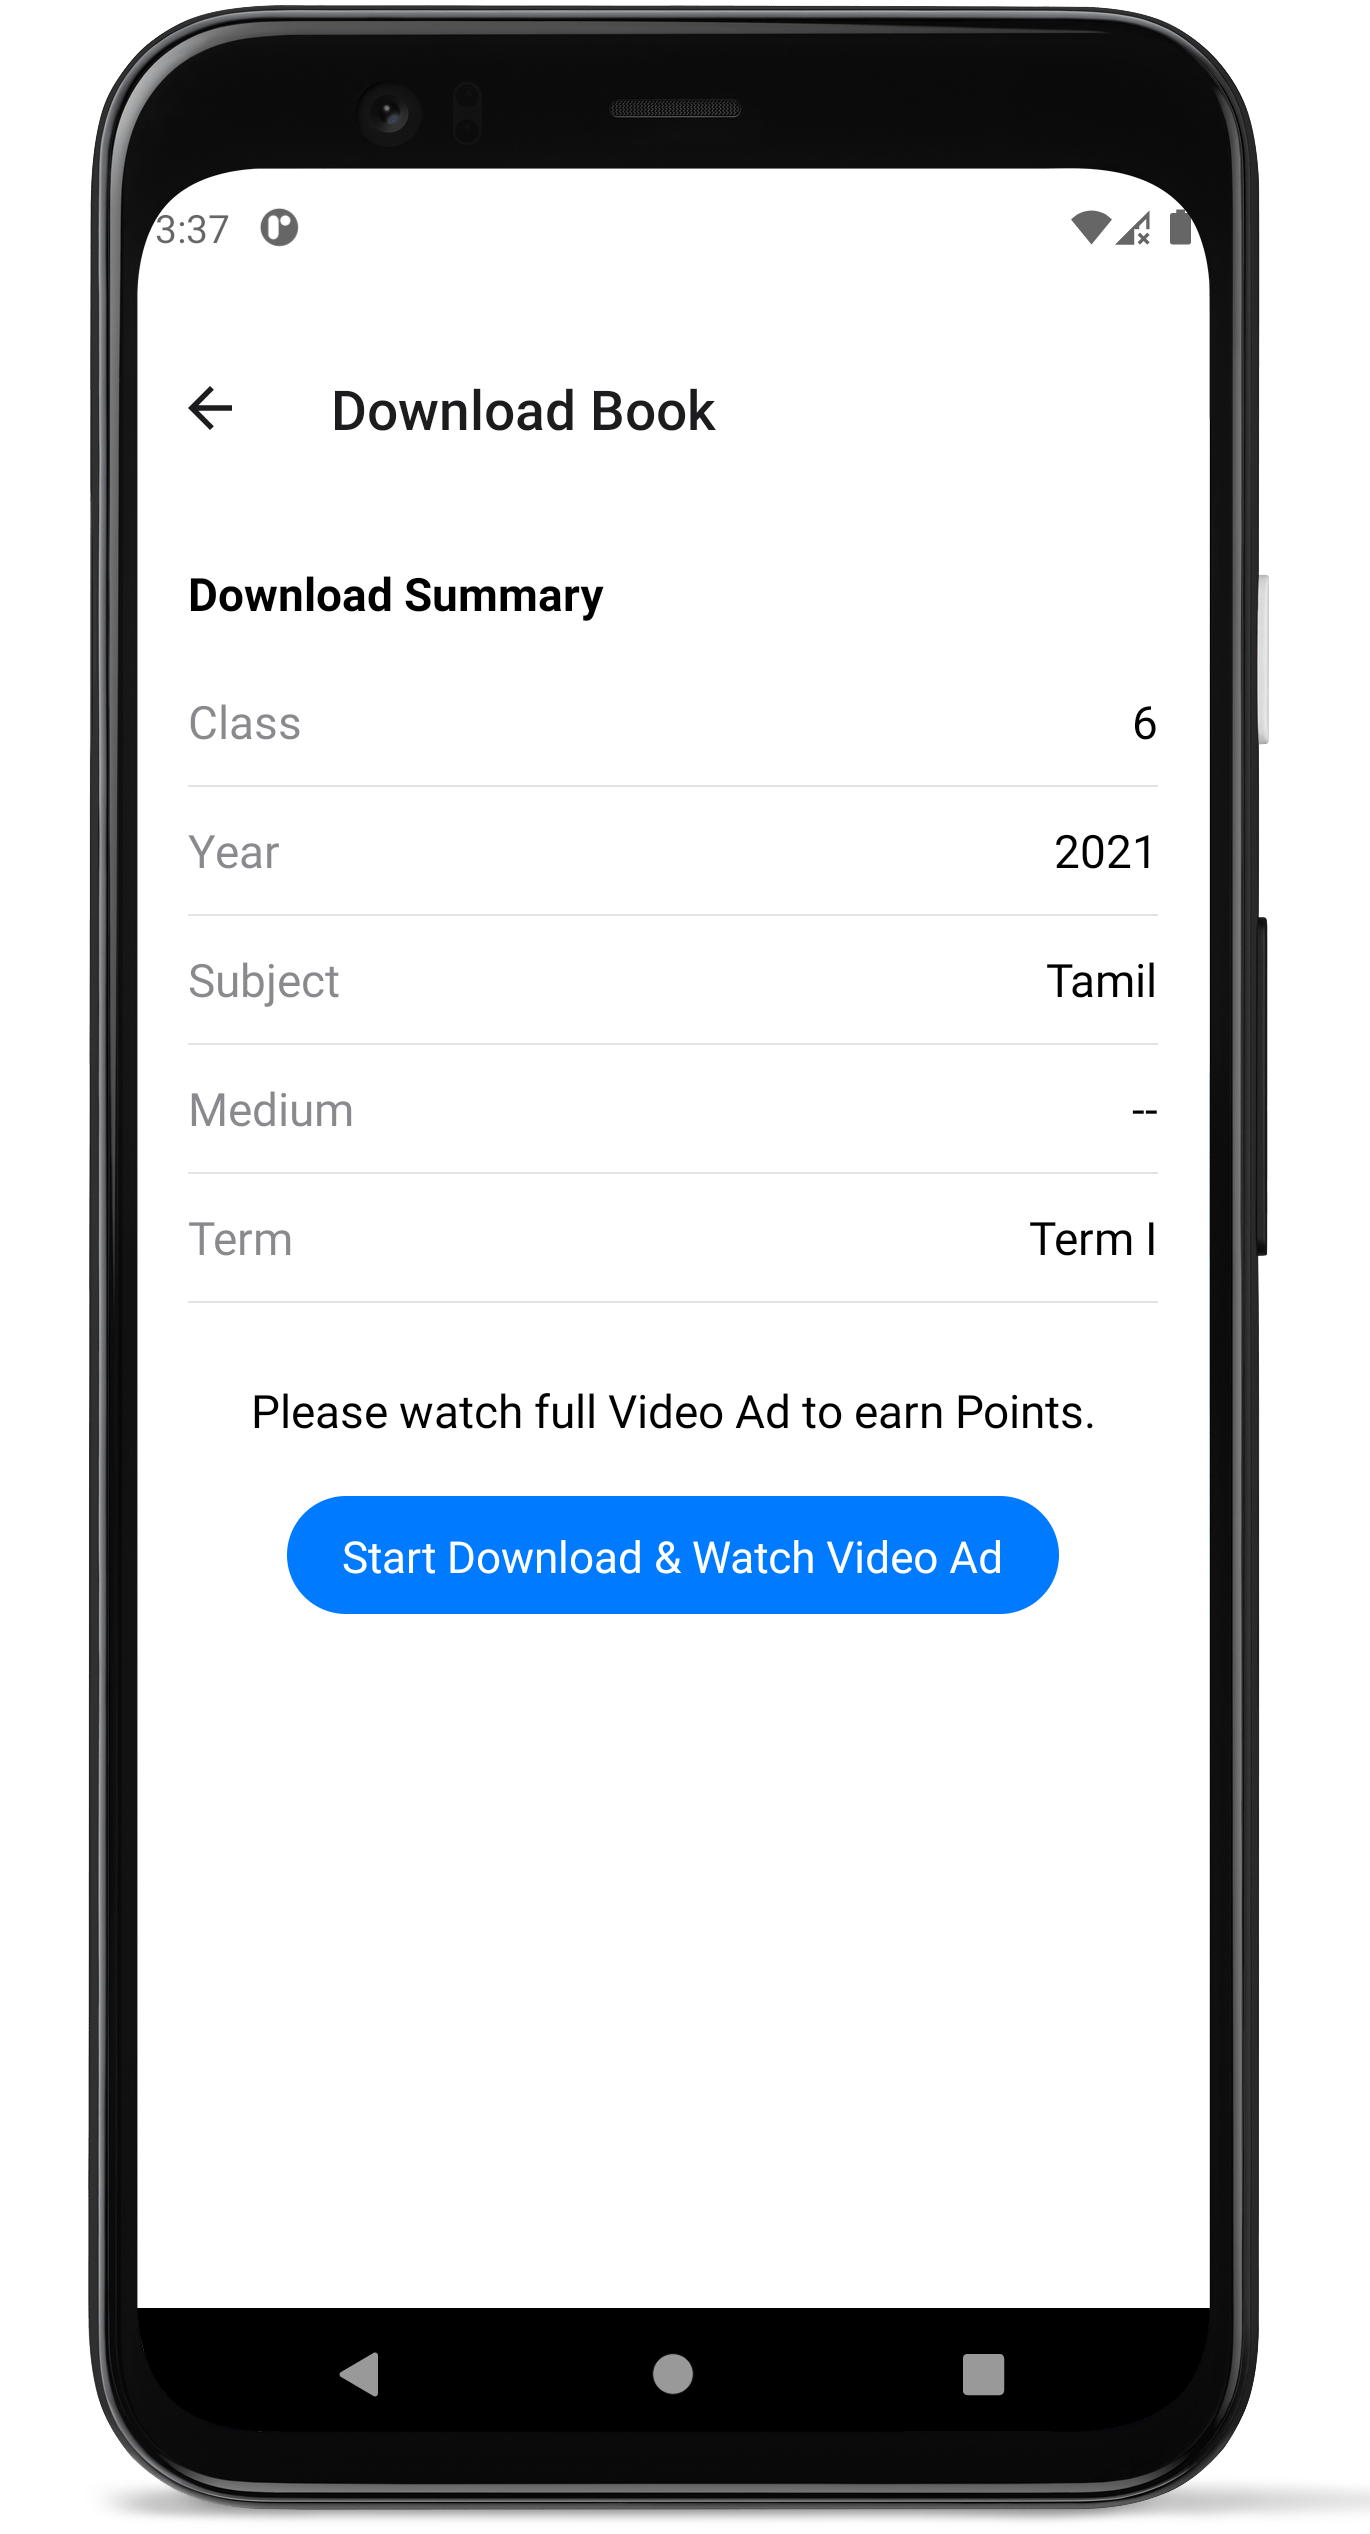 3:37
Download Book
Download Summary
Class 6
Year 2021
Subject Tamil
Medium --
Term Term I
Please watch full Video Ad to earn Points.
Start Download & Watch Video Ad